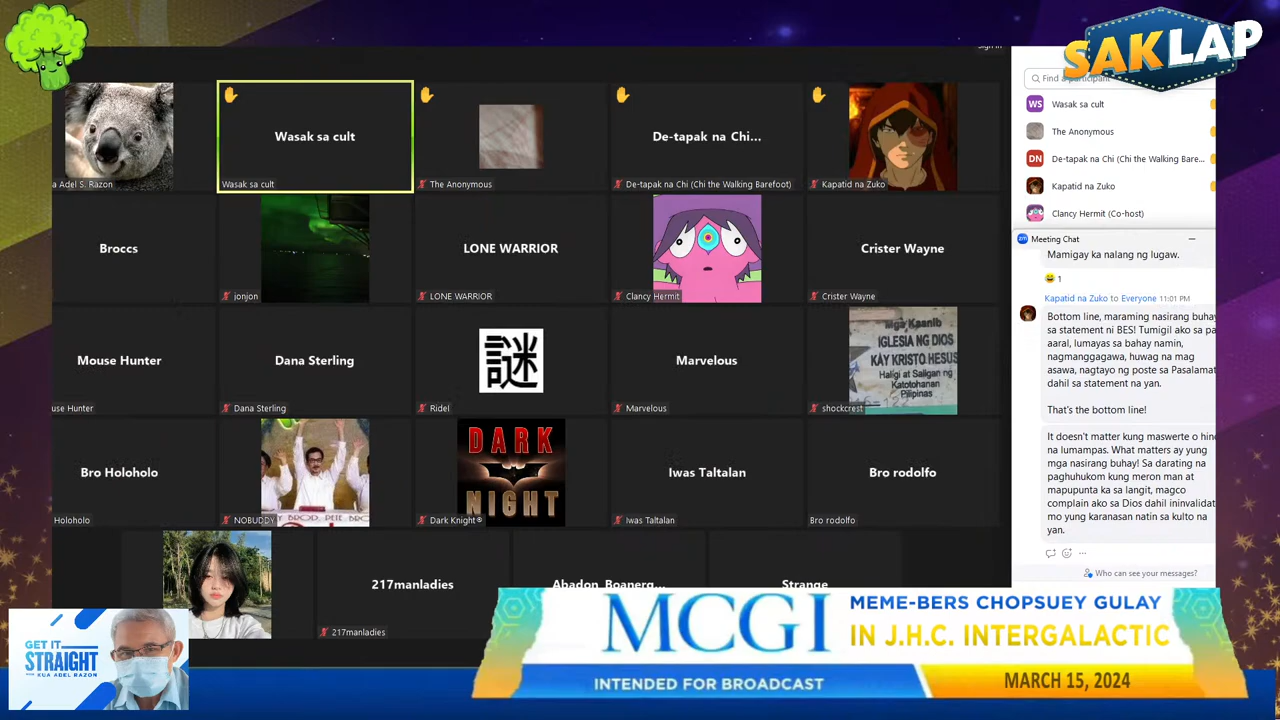 SAKLAP
Sign in
Find a participant
WS
Wasak sa cult
The Anonymous
DN
De-tapak na Chi (Chi the Walking Bare...
Kapatid na Zuko
Clancy Hermit (Co-host)
Wasak sa cult
De-tapak na Chi...
a Adel S. Razon
Wasak sa cult
The Anonymous
De-tapak na Chi (Chi the Walking Barefoot)
Kapatid na Zuko
Broccs
LONE WARRIOR
Crister Wayne
jonjon
LONE WARRIOR
Clancy Hermit
Crister Wayne
Mouse Hunter
Dana Sterling
謎
Marvelous
Mga Kaanib
IGLESIA NG DIOS
KAY KRISTO HESUS
Haligi at Saligan ng
Katotohanan
Pilipinas
use Hunter
Dana Sterling
Ridel
Marvelous
shockcrest
Bro Holoholo
DARK
NIGHT
Iwas Taltalan
Bro rodolfo
Holoholo
NOBUDDY
Dark Knight®
Iwas Taltalan
Bro rodolfo
217manladies
Abadon_Boanerg...
Strange
217manladies
Meeting Chat
Mamigay ka nalang ng lugaw.
1
Kapatid na Zuko to Everyone 11:01 PM
Bottom line, maraming nasirang buhay
sa statement ni BES! Tumigil ako sa pa
aaral, lumayas sa bahay namin,
nagmanggagawa, huwag na mag
asawa, nagtayo ng poste sa Pasalamat
dahil sa statement na yan.
That's the bottom line!
It doesn't matter kung maswerte o hind
na lumampas. What matters ay yung
mga nasirang buhay! Sa darating na
paghuhukom kung meron man at
mapupunta ka sa langit, magco
complain ako sa Dios dahil ininvalidat
mo yung karanasan natin sa kulto na
yan.
Who can see your messages?
GET IT
STRAIGHT
KUA ADEL RAZON
MCGI
MEME-BERS CHOPSUEY GULAY
IN J.H.C. INTERGALACTIC
INTENDED FOR BROADCAST
MARCH 15, 2024